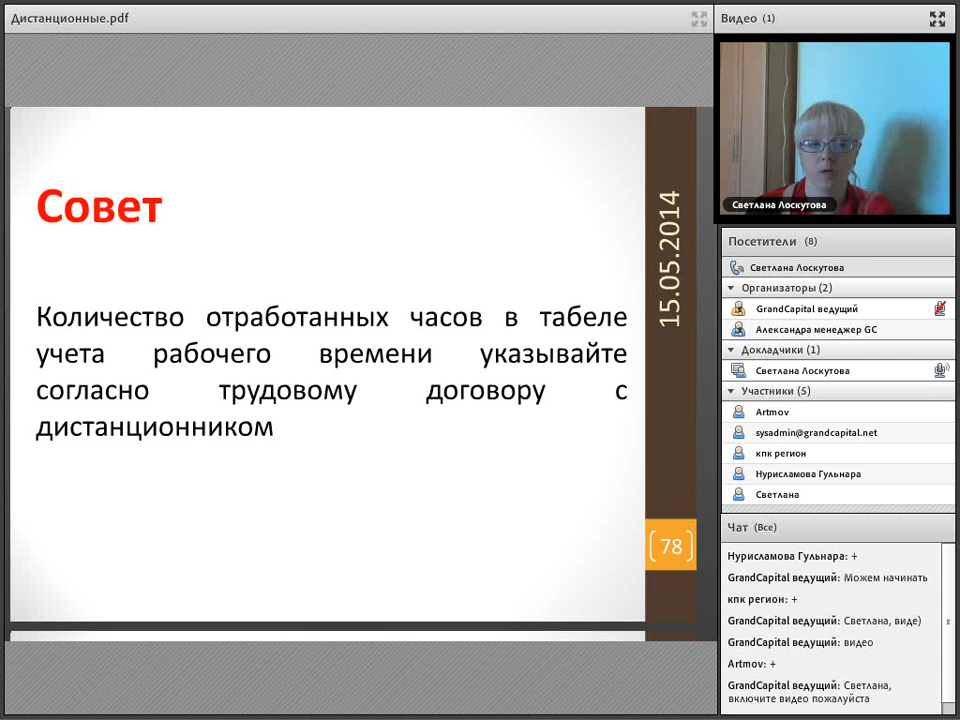 Дистанционные.pdf
Совет
Количество отработанных часов в табеле
учета рабочего времени указывайте
согласно трудовому договору с
дистанционником
15.05.2014
78
Видео (1)
Светлана Лоскутова
Посетители (8)
Светлана Лоскутова
Организаторы (2)
GrandCapital ведущий
Александра менеджер GC
Докладчики (1)
Светлана Лоскутова
Участники (5)
Artmov
sysadmin@grandcapital.net
кпк регион
Нурисламова Гульнара
Светлана
Чат (Все)
Нурисламова Гульнара: +
GrandCapital ведущий: Можем начинать
кпк регион: +
GrandCapital ведущий: Светлана, виде)
GrandCapital ведущий: видео
Artmov: +
GrandCapital ведущий: Светлана,
включите видео пожалуйста